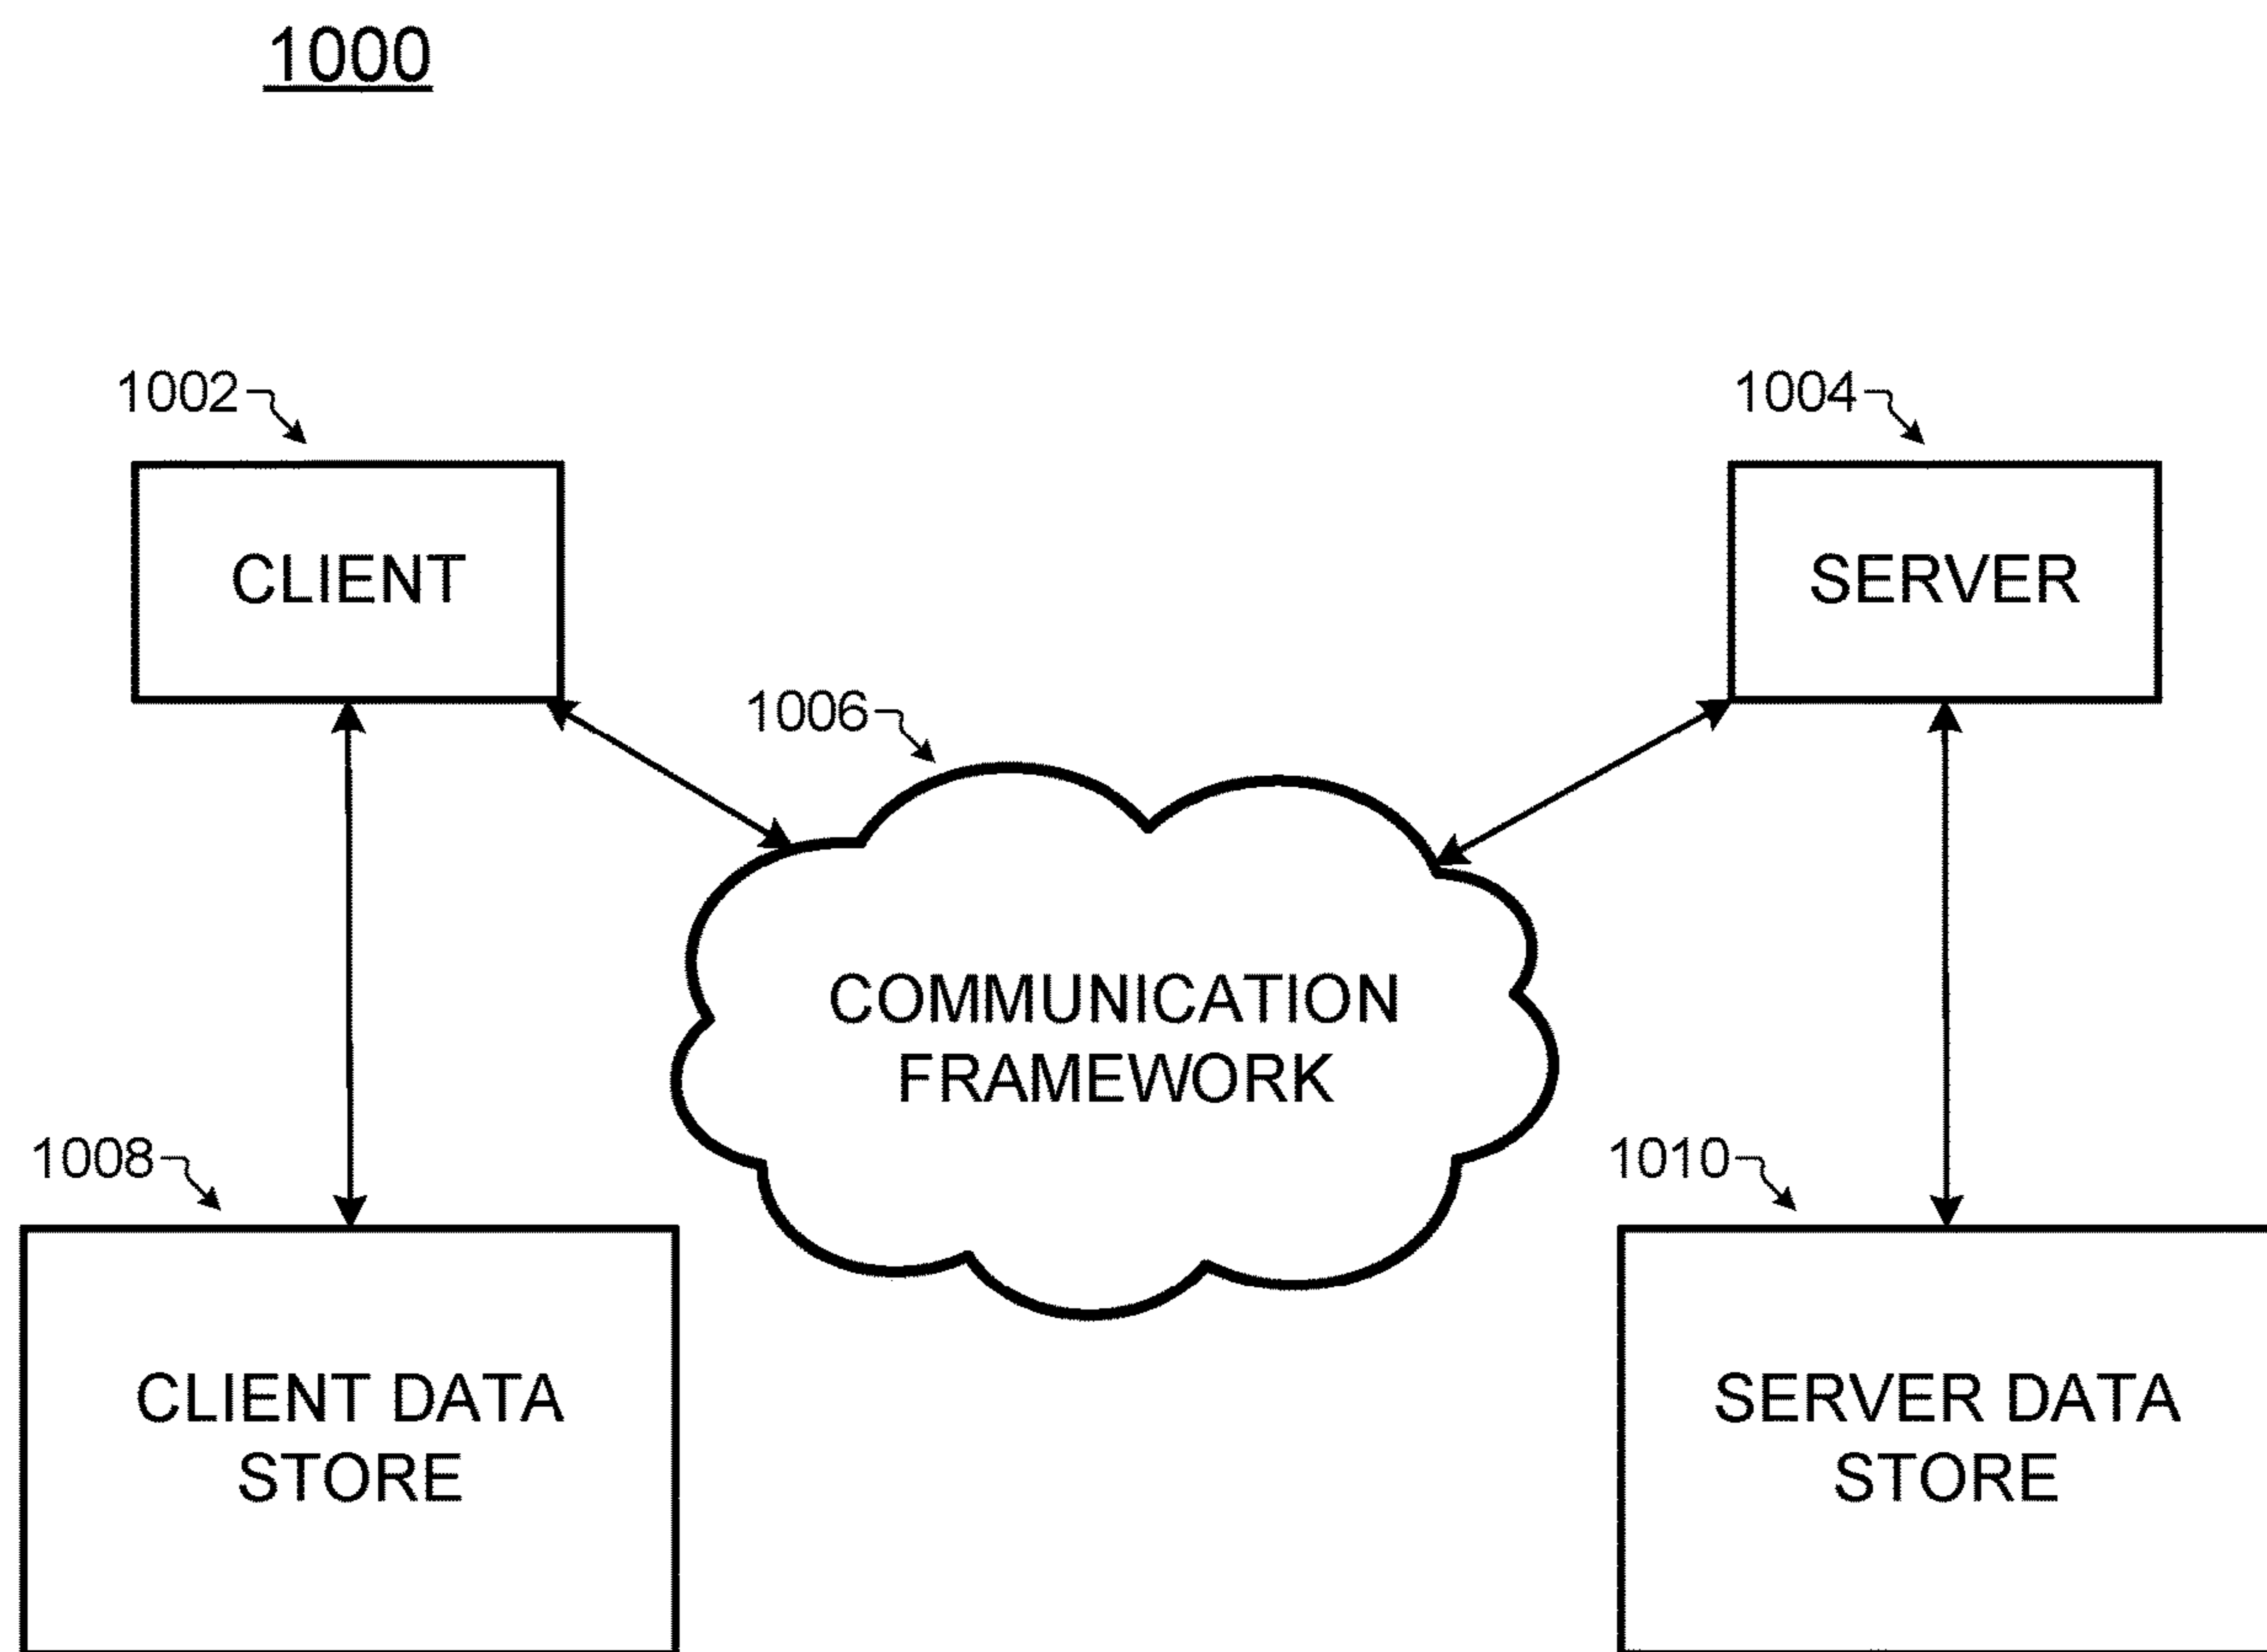 1000
1002
1004
CLIENT
SERVER
1006
COMMUNICATION
FRAMEWORK
1008
1010
CLIENT DATA
STORE
SERVER DATA
STORE